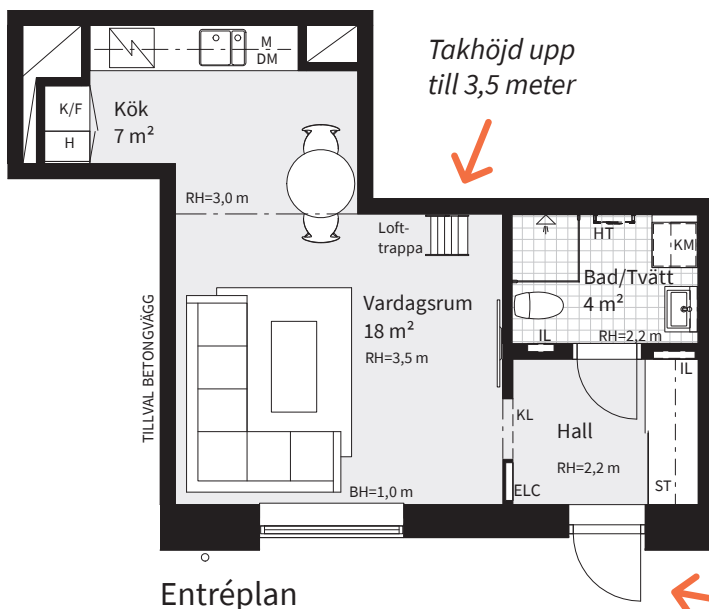 Takhöjd upp
till 3,5 meter
M
DM
K/F
H
Kök
7 m²
RH=3,0 m
Loft-
trappa
HT
KM
Bad/Tvätt
4 m²
IL
RH=2,2 m
IL
Vardagsrum
18 m²
RH=3,5 m
TILLVAL BETONGVÄGG
KL
Hall
RH=2,2 m
ELC
ST
BH=1,0 m
Entréplan